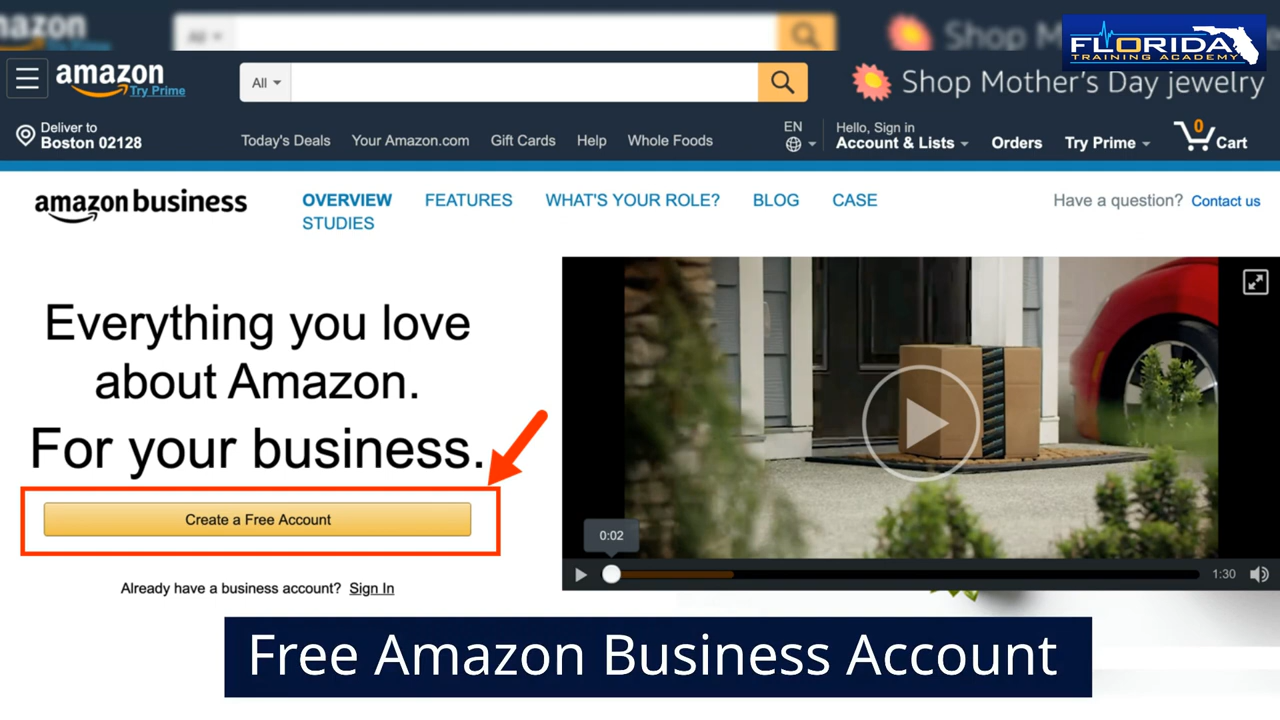 amazon
Try Prime
All
Shop M
FLORIDA
TRAINING ACADEMY
amazon
Try Prime
All
Shop Mother's Day jewelry
Deliver to
Boston 02128
Today's Deals Your Amazon.com Gift Cards Help Whole Foods
EN
Hello, Sign in
Account & Lists
Orders
Try Prime
0
Cart
amazon business
OVERVIEW FEATURES WHAT'S YOUR ROLE? BLOG CASE
STUDIES
Have a question? Contact us
Everything you love
about Amazon.
For your business.
Create a Free Account
Already have a business account? Sign In
0:02
1:30
Free Amazon Business Account